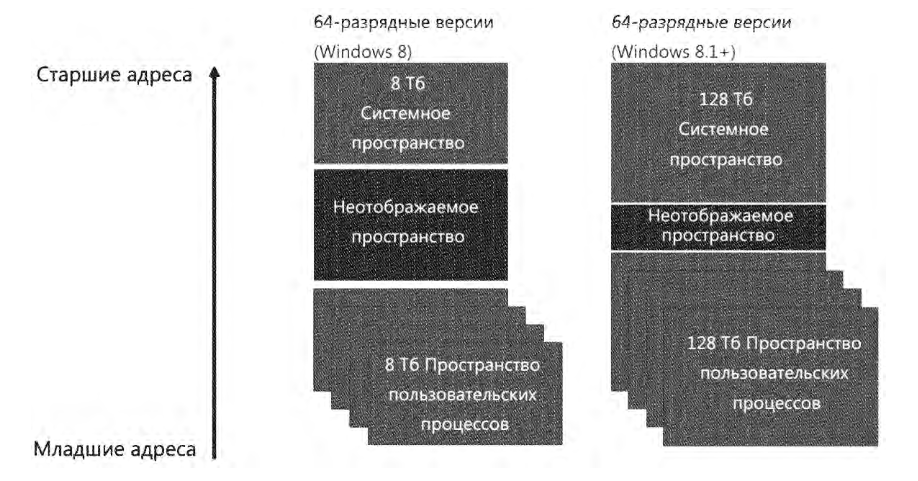 64-разрядные версии
(Windows 8)
64-разрядные версии
(Windows 8.1+)
Старшие адреса
8 Тб
Системное
пространство
128 Тб
Системное
пространство
Неотображаемое
пространство
Неотображаемое
пространство
8 Тб Пространство
пользовательских
процессов
128 Тб Пространство
пользовательских
процессов
Младшие адреса